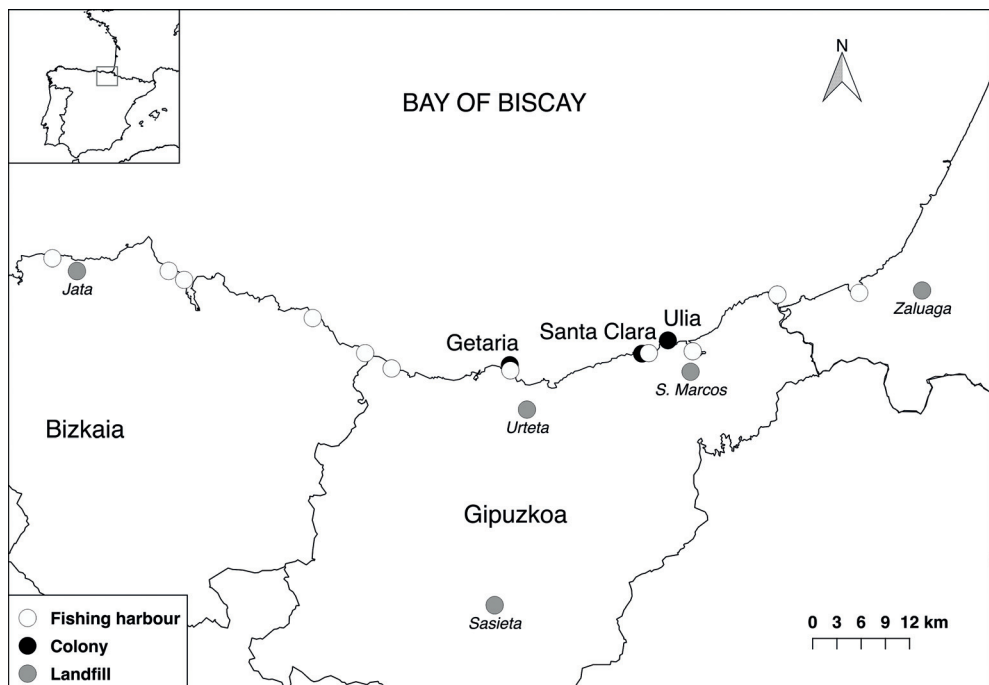 N
BAY OF BISCAY
Jata
Zaluaga
Ulia
Santa Clara
Getaria
S. Marcos
Urteta
Bizkaia
Gipuzkoa
Sasieta
Fishing harbour
Colony
Landfill
0 3 6 9 12 km